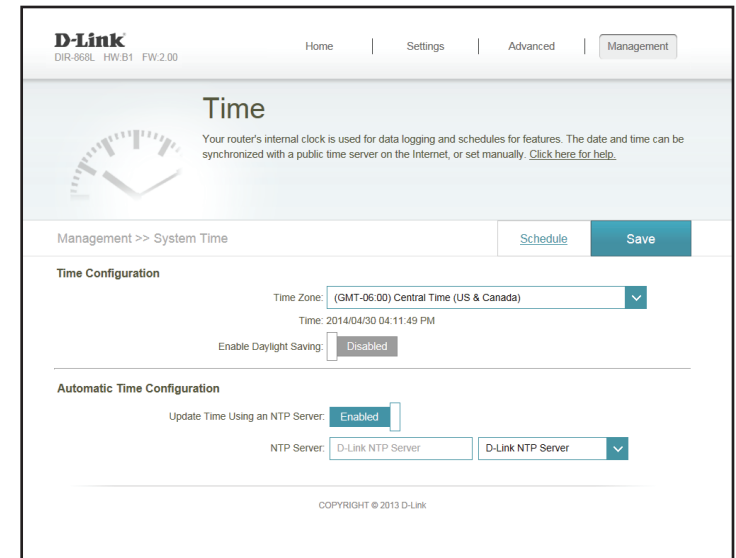 D-Link
DIR-868L HW:B1 FW:2.00
Home
Settings
Advanced
Management
Time
Your router's internal clock is used for data logging and schedules for features. The date and time can be
synchronized with a public time server on the Internet, or set manually. Click here for help.
Management >> System Time
Schedule
Save
Time Configuration
Time Zone: (GMT-06:00) Central Time (US & Canada)
Time: 2014/04/30 04:11:49 PM
Enable Daylight Saving: Disabled
Automatic Time Configuration
Update Time Using an NTP Server: Enabled
NTP Server: D-Link NTP Server D-Link NTP Server
COPYRIGHT © 2013 D-Link